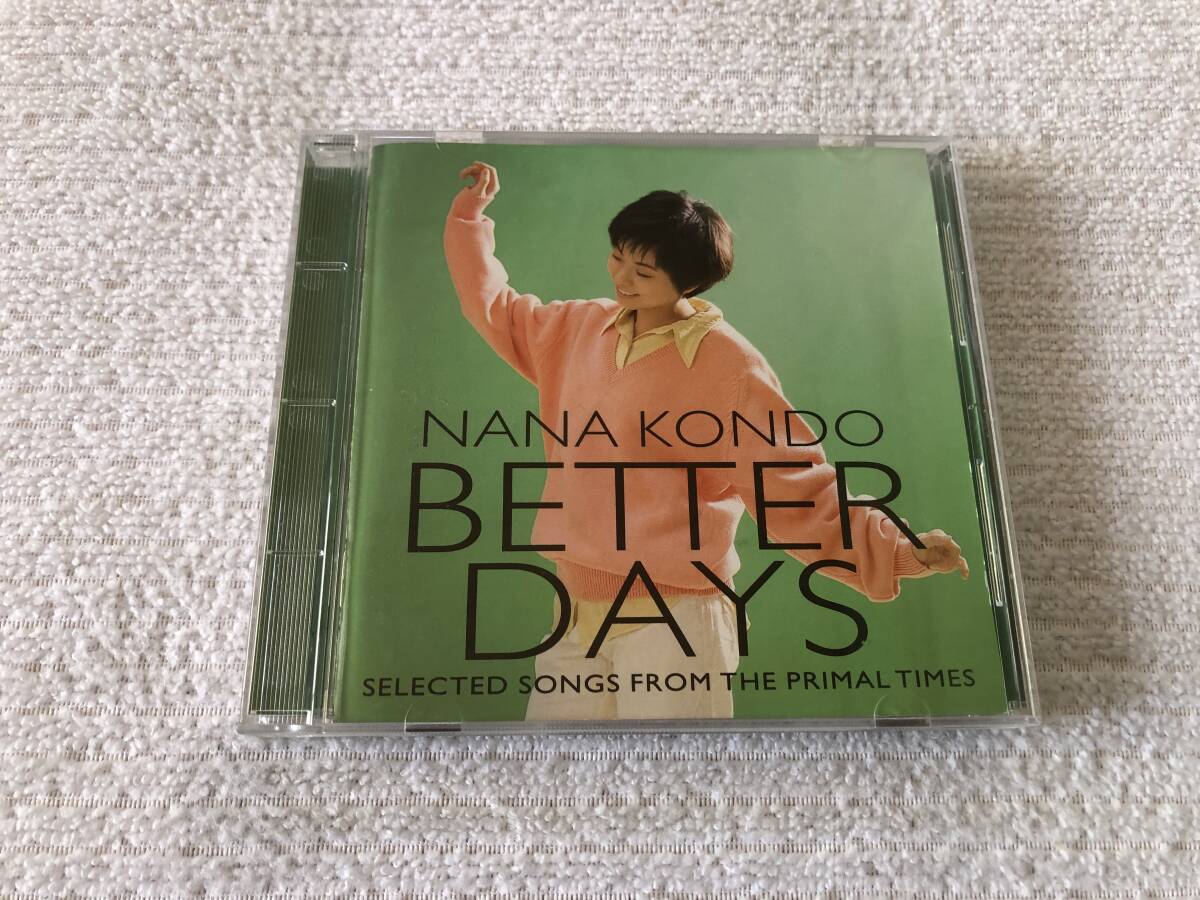 NANA KONDO
BETTER
DAYS
SELECTED SONGS FROM THE PRIMAL TIMES